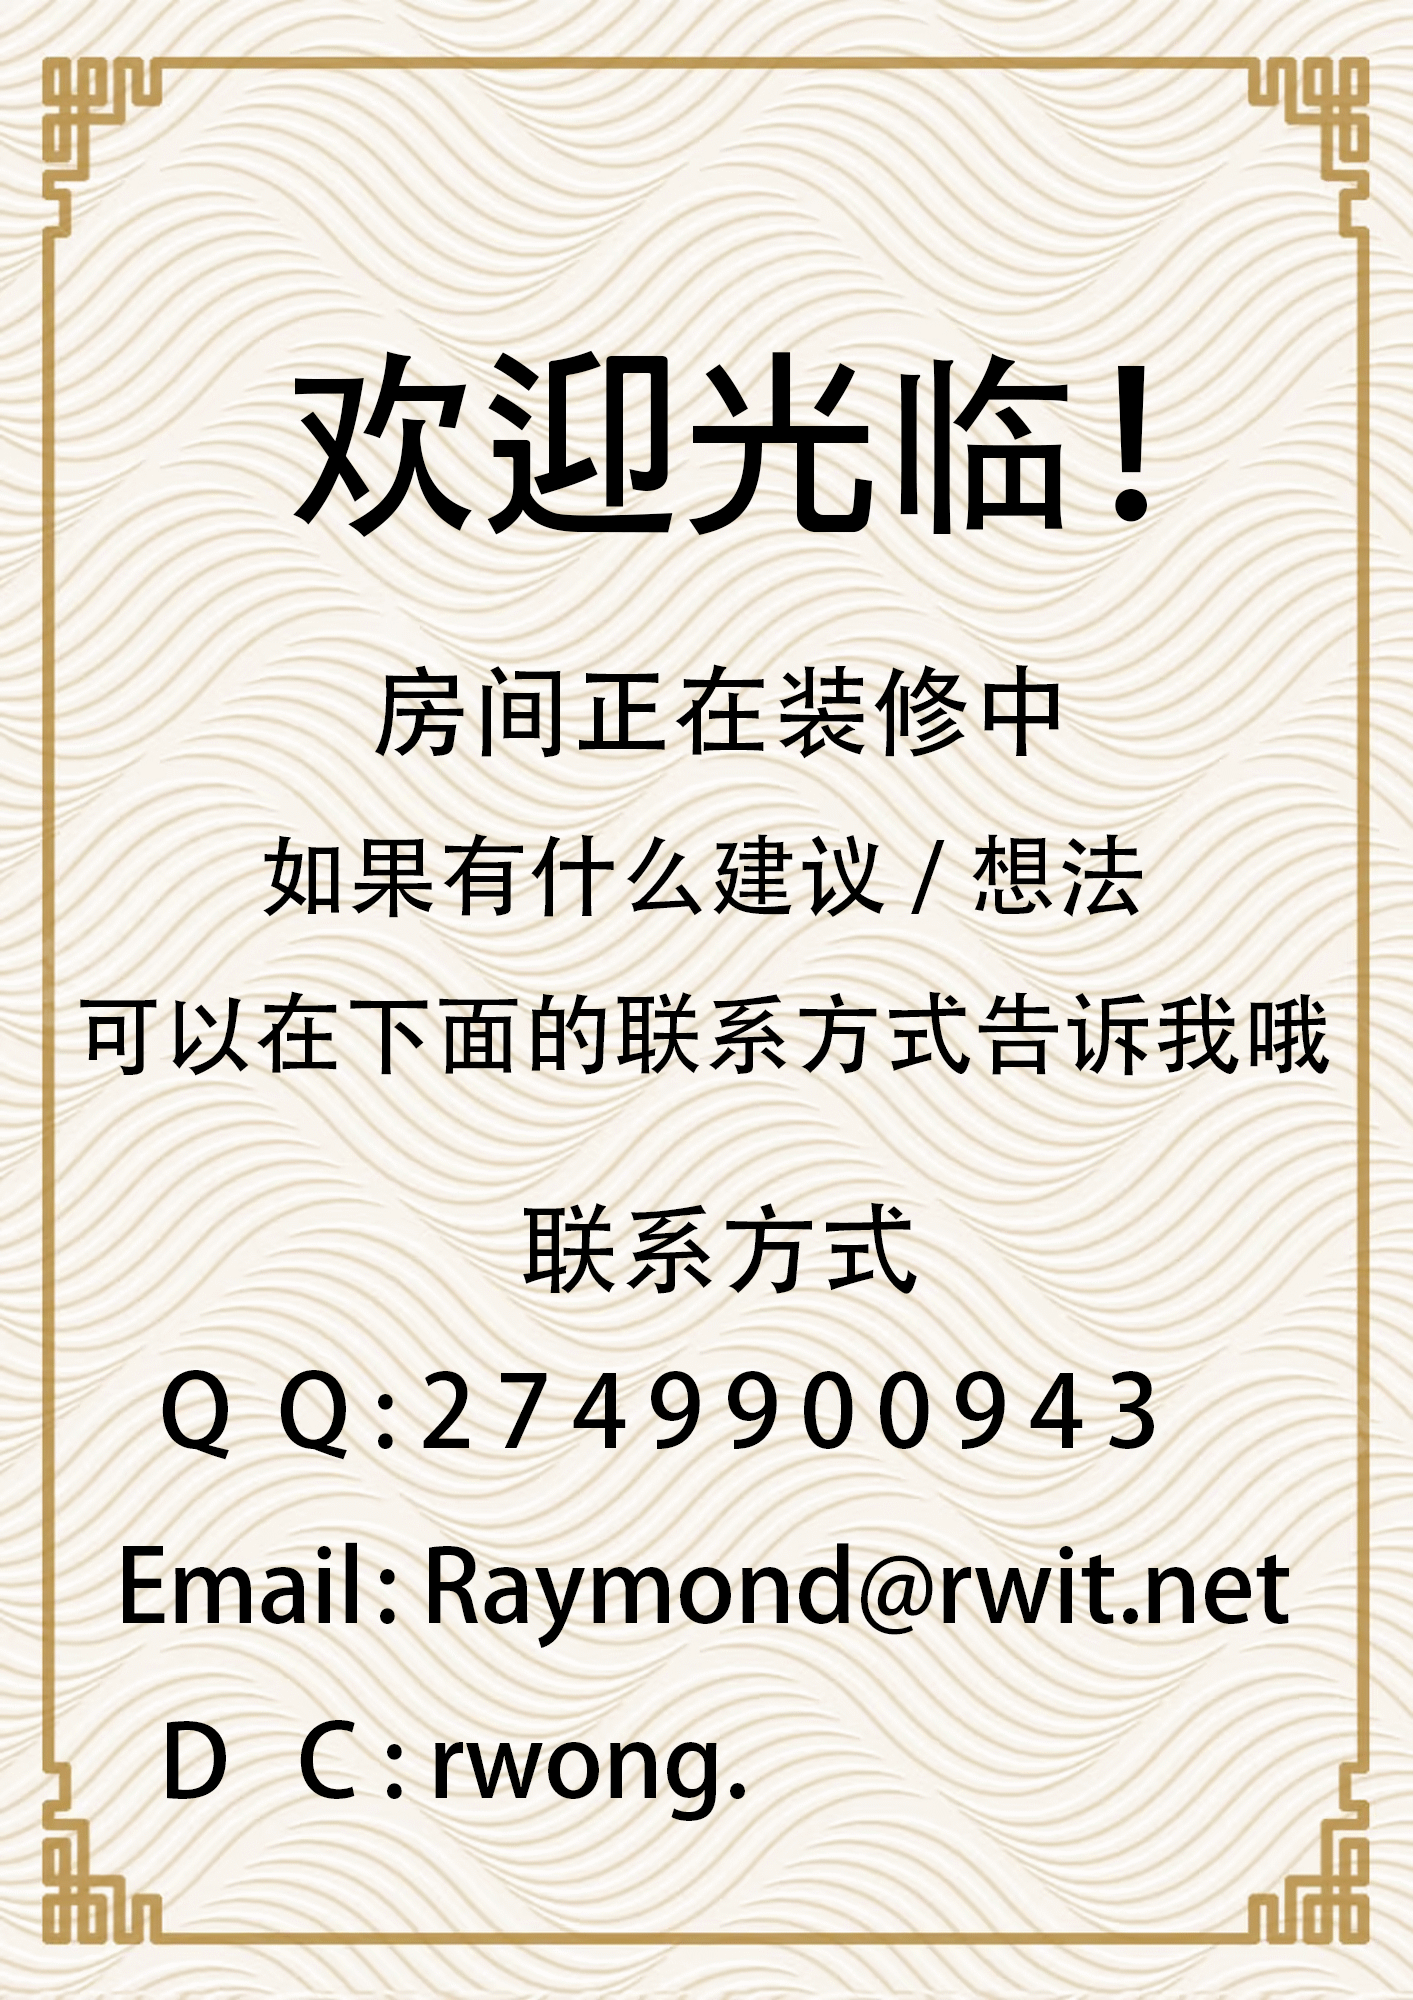 欢迎光临！
房间正在装修中
如果有什么建议/想法
可以在下面的联系方式告诉我哦
联系方式
QQ:2749900943
Email:Raymond@rwit.net
DC:rwong.